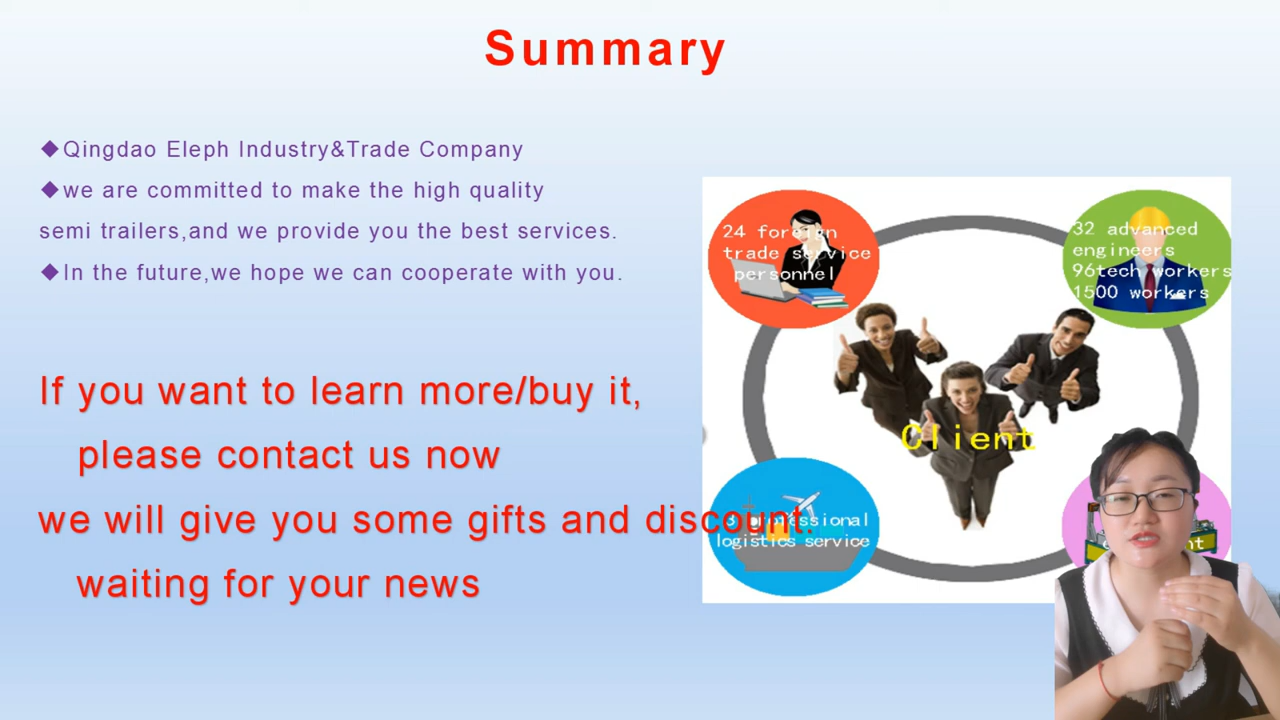 Summary
◆Qingdao Eleph Industry&Trade Company
◆we are committed to make the high quality
semi trailers,and we provide you the best services.
◆In the future,we hope we can cooperate with you.
If you want to learn more/buy it,
please contact us now
we will give you some gifts and discount.
waiting for your news
24 foreign
trade service
personnel
32 advanced
engineers
96tech workers
1500 workers
Client
professional
logistics service